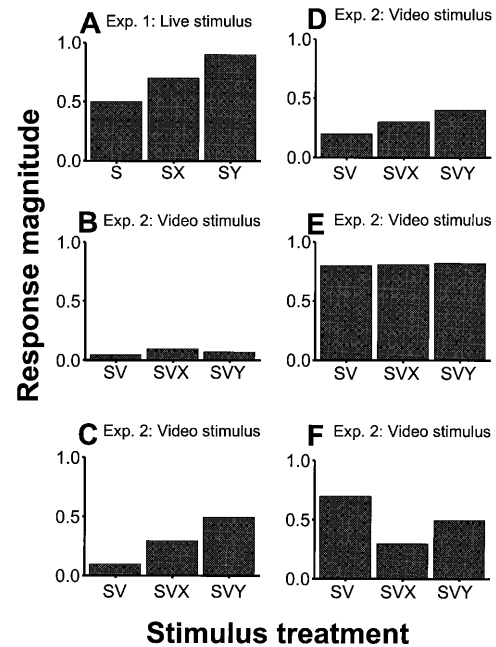 A Exp. 1: Live stimulus
1.0
0.5
0.0
S SX SY
B Exp. 2: Video stimulus
1.0
0.5
0.0
SV SVX SVY
C Exp. 2: Video stimulus
1.0
0.5
0.0
SV SVX SVY
D Exp. 2: Video stimulus
1.0
0.5
0.0
SV SVX SVY
E Exp. 2: Video stimulus
1.0
0.5
0.0
SV SVX SVY
F Exp. 2: Video stimulus
1.0
0.5
0.0
SV SVX SVY
Response magnitude
Stimulus treatment